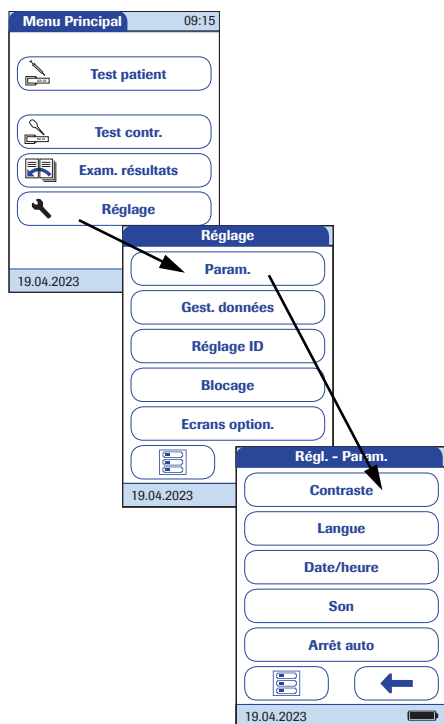 Menu Principal 09:15
Test patient
Test contr.
Exam. résultats
Réglage
19.04.2023
Réglage
Param.
Gest. données
Réglage ID
Blocage
Ecrans option.
19.04.2023
Régl. - Param.
Contraste
Langue
Date/heure
Son
Arrêt auto
19.04.2023